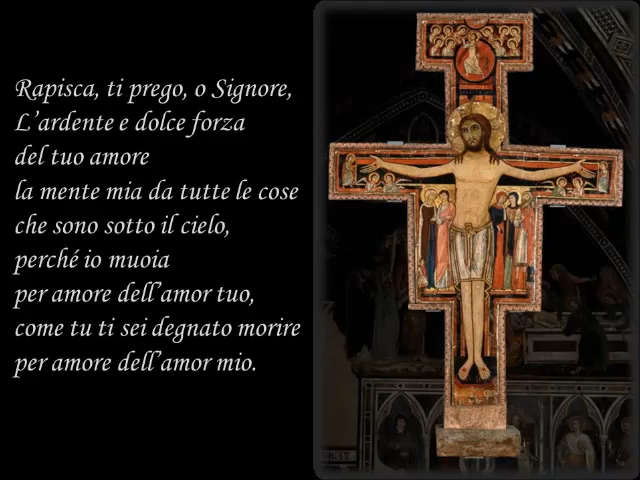 Rapisca, ti prego, o Signore,
L’ardente e dolce forza
del tuo amore
la mente mia da tutte le cose
che sono sotto il cielo,
perché io muoia
per amore dell’amor tuo,
come tu ti sei degnato morire
per amore dell’amor mio.